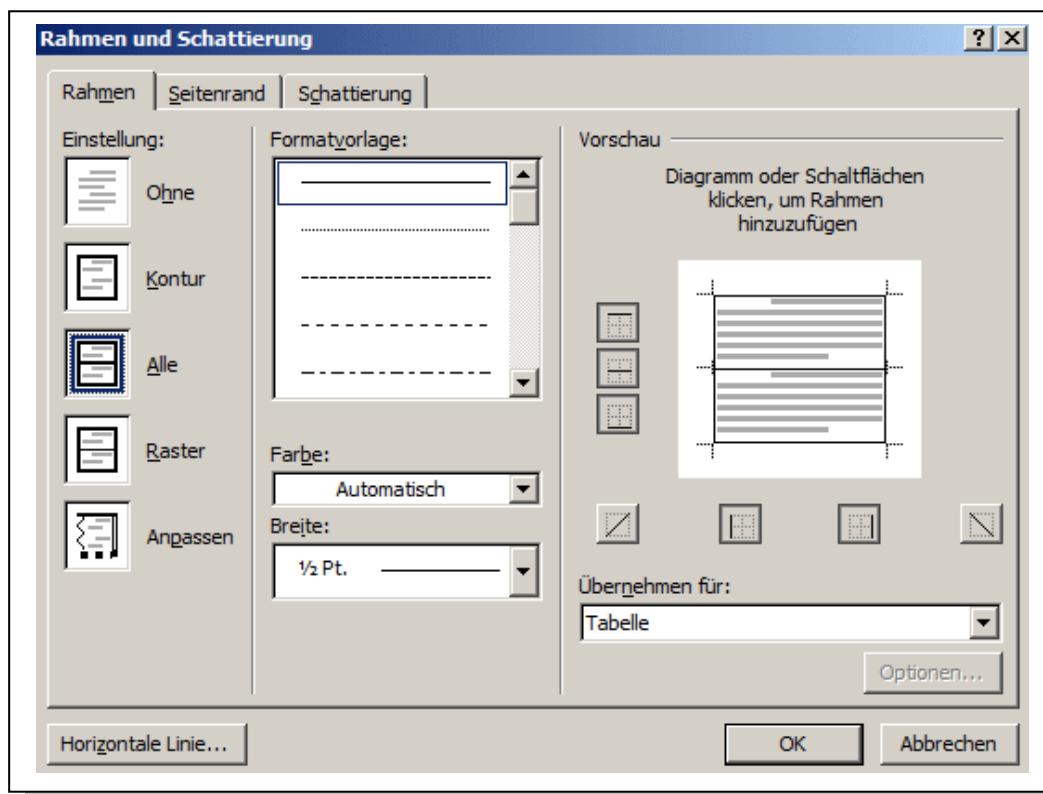 Rahmen und Schattierung
Rahmen
Seitenrand
Schattierung
Einstellung:
Ohne
Kontur
Alle
Raster
Anpassen
Formatvorlage:
Farbe:
Automatisch
Breite:
½ Pt.
Vorschau
Diagramm oder Schaltflächen
klicken, um Rahmen
hinzuzufügen
Übernehmen für:
Tabelle
Optionen...
Horizontale Linie...
OK
Abbrechen